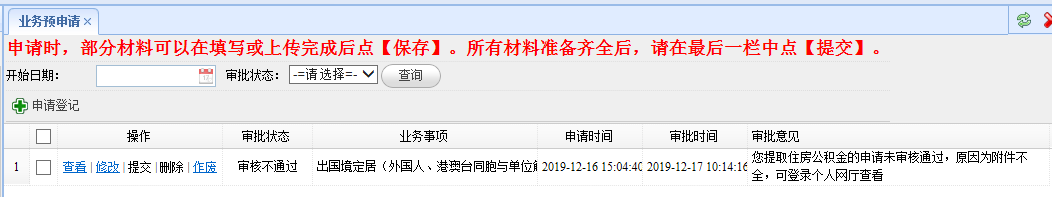 业务预申请
申请时，部分材料可以在填写或上传完成后点【保存】。所有材料准备齐全后，请在最后一栏中点【提交】。
开始日期： 审批状态： -=请选择=- 查询
申请登记
操作 审批状态 业务事项 申请时间 审批时间 审批意见
1 查看 | 修改 | 提交 | 删除 | 作废 审核不通过 出国境定居（外国人、港澳台同胞与单位 2019-12-16 15:04:40 2019-12-17 10:14:16 您提取住房公积金的申请未审核通过，原因为附件不
全，可登录个人网厅查看